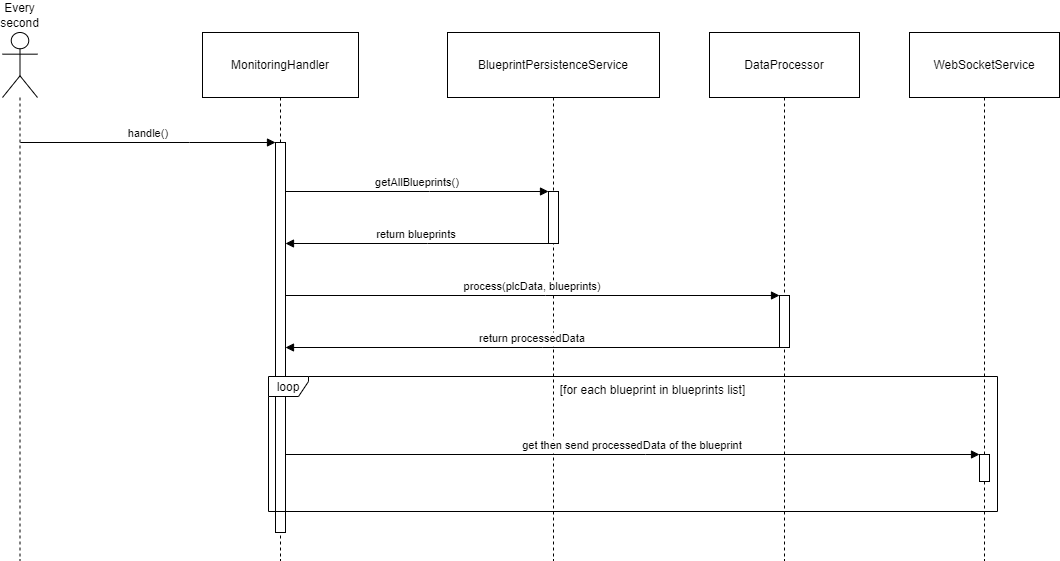 Every
second
MonitoringHandler
BlueprintPersistenceService
DataProcessor
WebSocketService
handle()
getAllBlueprints()
return blueprints
process(plcData, blueprints)
return processedData
loop
[for each blueprint in blueprints list]
get then send processedData of the blueprint